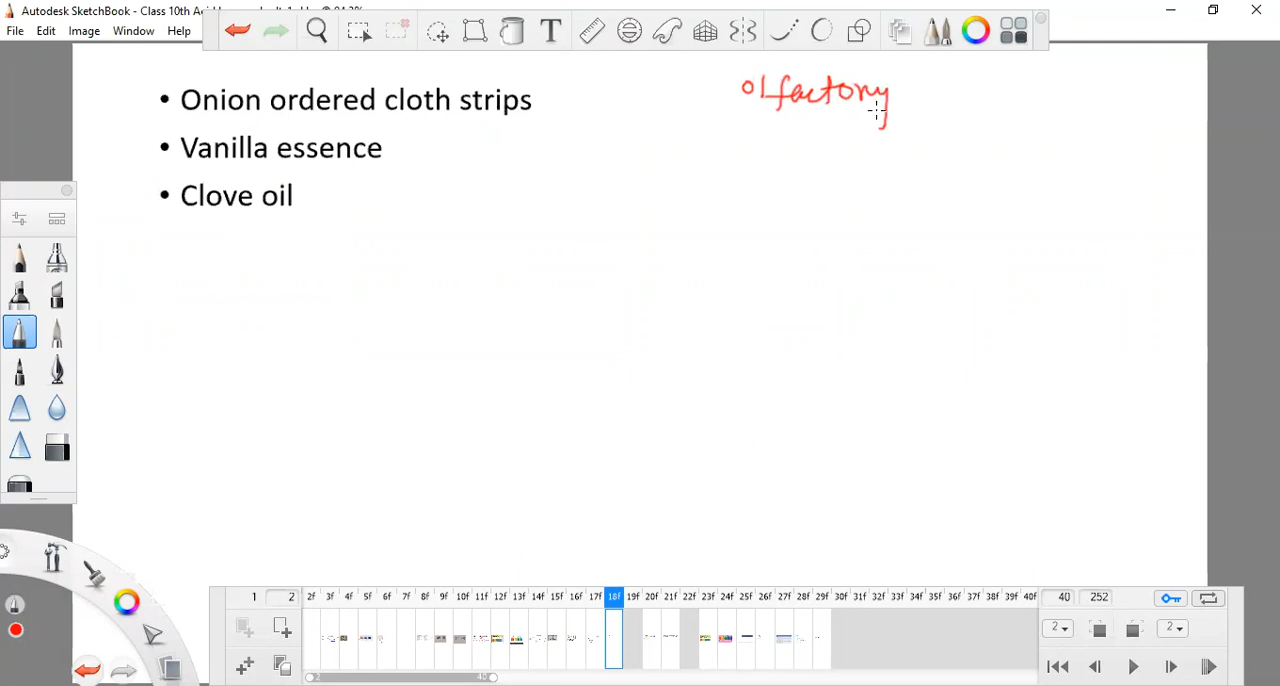 Autodesk SketchBook - Class 10th
File Edit Image Window Help
• Onion ordered cloth strips
• Vanilla essence
• Clove oil
olfactory
1 2 2f 3f 4f 5f 6f 7f 8f 9f 10f 11f 12f 13f 14f 15f 16f 17f 18f 19f 20f 21f 22f 23f 24f 25f 26f 27f 28f 29f 30f 31f 32f 33f 34f 35f 36f 37f 38f 39f 40f 40 252
2 2
2 40